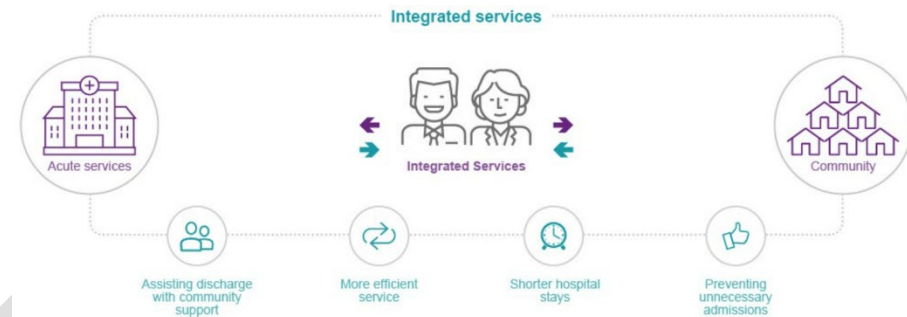 Integrated services
Acute services
Integrated Services
Community
Assisting discharge
with community
support
More efficient
service
Shorter hospital
stays
Preventing
unnecessary
admissions